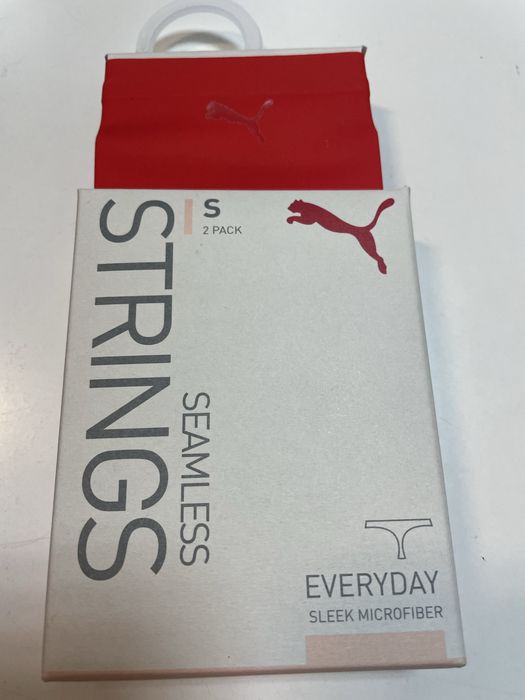 S
2 PACK
STRINGS
SEAMLESS
EVERYDAY
SLEEK MICROFIBER